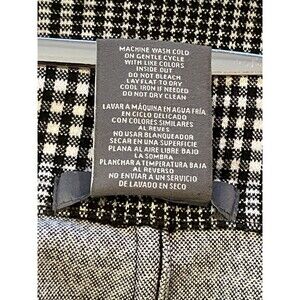 MACHINE WASH COLD
ON GENTLE CYCLE
WITH LIKE COLORS
INSIDE OUT
DO NOT BLEACH
LAY FLAT TO DRY
COOL IRON IF NEEDED
DO NOT DRY CLEAN
LAVAR A MÁQUINA EN AGUA FRÍA
EN CICLO DELICADO
CON COLORES SIMILARES
AL REVES
NO USAR BLANQUEADOR
SECAR EN UNA SUPERFICIE
PLANA AL AIRE LIBRE BAJO
LA SOMBRA
PLANCHAR A TEMPERATURA BAJA
AL REVERSO
NO ENVIAR A UN SERVICIO
DE LAVADO EN SECO